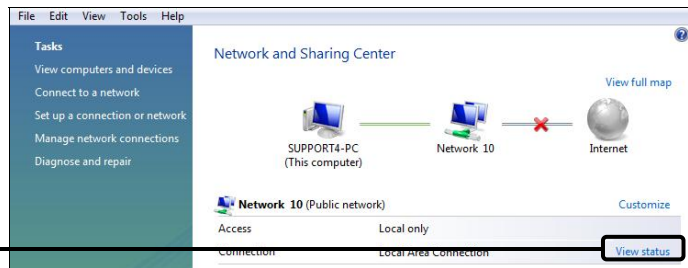 File Edit View Tools Help
Tasks
View computers and devices
Connect to a network
Set up a connection or network
Manage network connections
Diagnose and repair
Network and Sharing Center
View full map
SUPPORT4-PC
(This computer)
Network 10
Internet
Network 10 (Public network)
Customize
Access Local only
Connection Local Area Connection View status